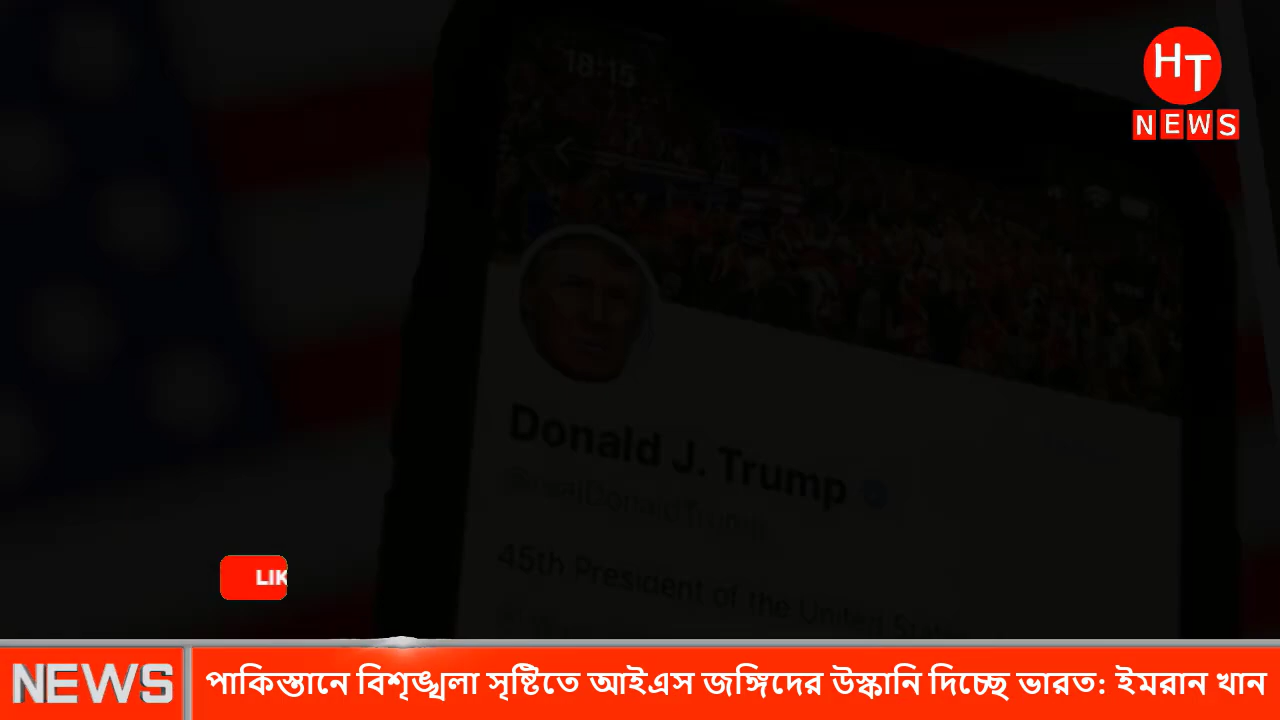 HT
NEWS
18:15
Donald J. Trump
@realDonaldTrump
45th President of the United
LIK
NEWS
পাকিস্তানে বিশৃঙ্খলা সৃষ্টিতে আইএস জঙ্গিদের উস্কানি দিচ্ছে ভারত: ইমরান খান